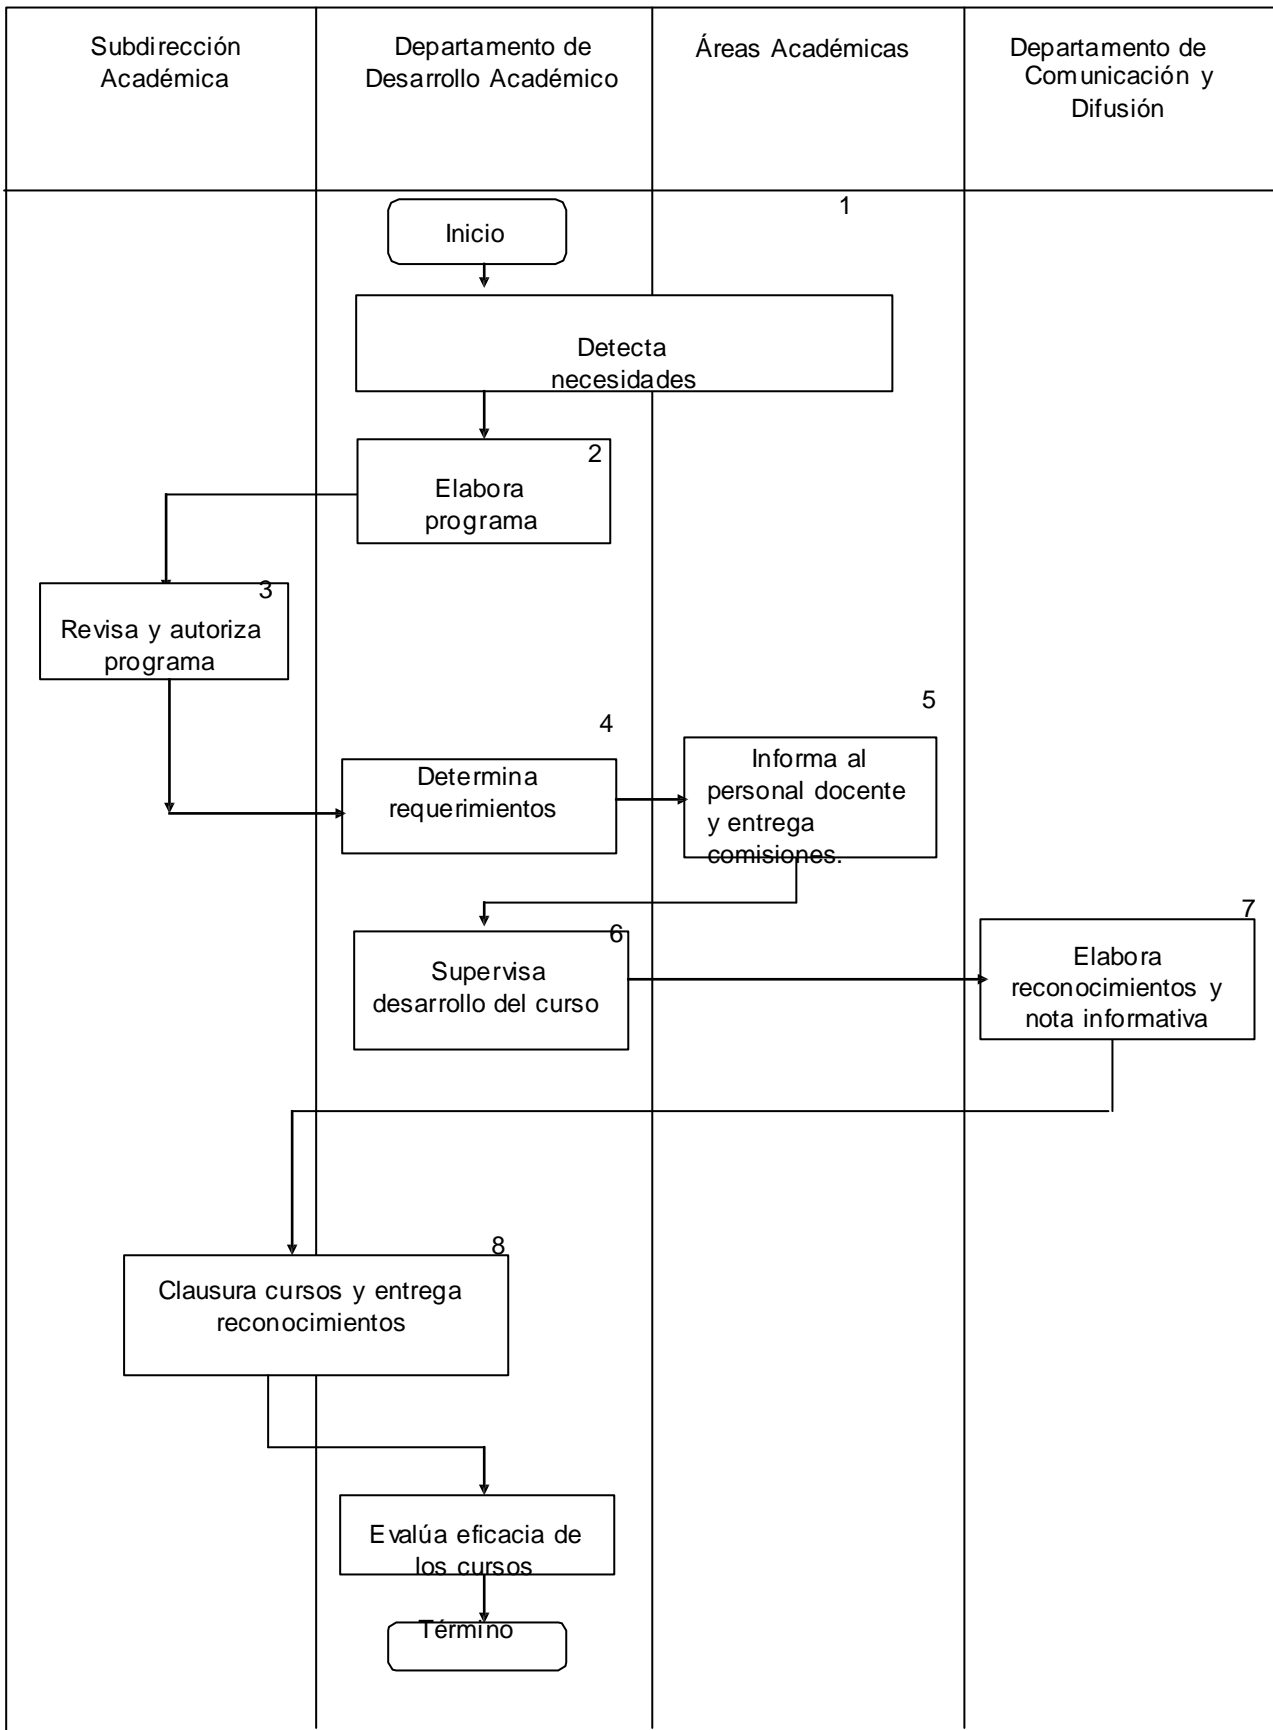 Subdirección
Académica
Departamento de
Desarrollo Académico
Áreas Académicas
Departamento de
Comunicación y
Difusión
1
Inicio
Detecta
necesidades
2
Elabora
programa
3
Revisa y autoriza
programa
4
Determina
requerimientos
5
Informa al
personal docente
y entrega
comisiones.
6
Supervisa
desarrollo del curso
7
Elabora
reconocimientos y
nota informativa
8
Clausura cursos y entrega
reconocimientos
Evalúa eficacia de
los cursos
Término